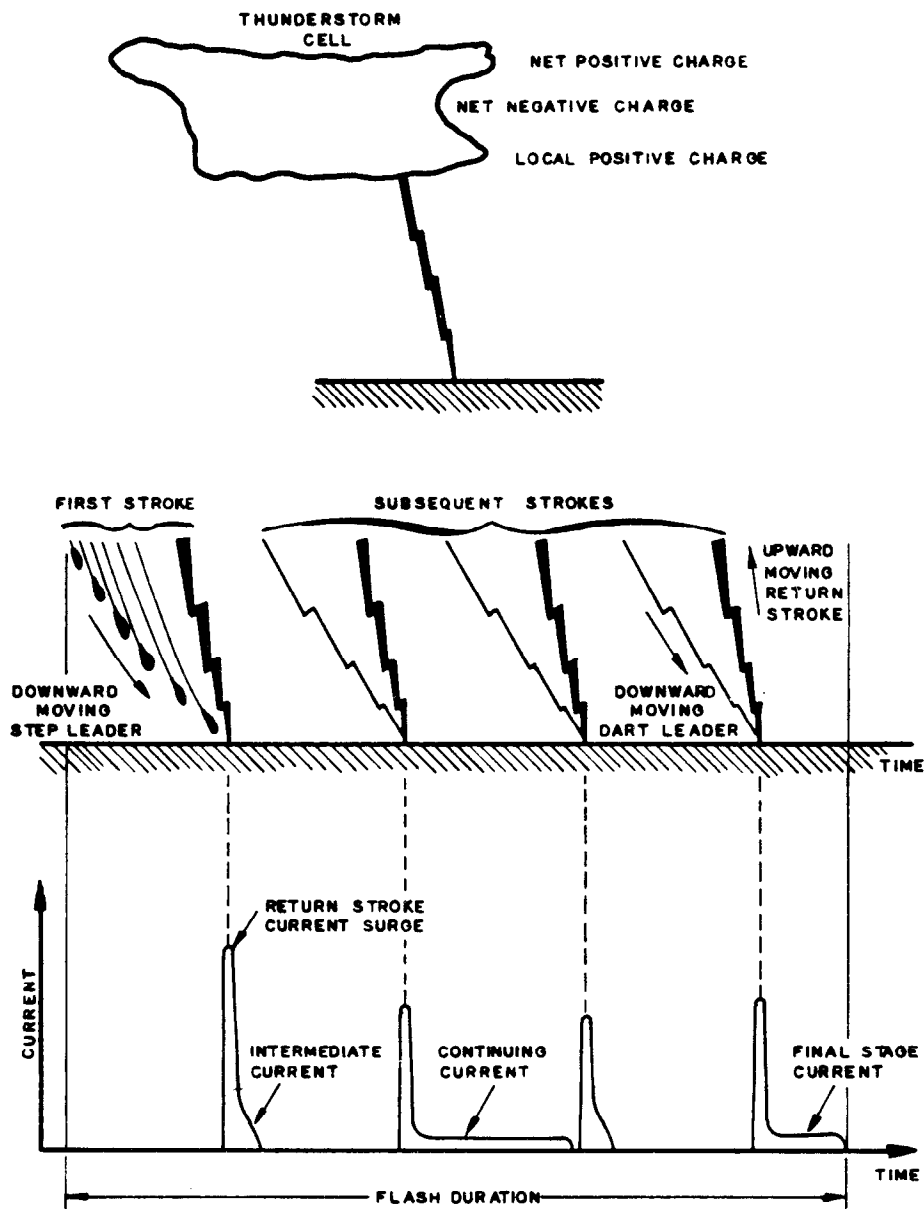 THUNDERSTORM
CELL
NET POSITIVE CHARGE
NET NEGATIVE CHARGE
LOCAL POSITIVE CHARGE
FIRST STROKE
SUBSEQUENT STROKES
UPWARD
MOVING
RETURN
STROKE
DOWNWARD
MOVING
STEP LEADER
DOWNWARD
MOVING
DART LEADER
TIME
RETURN STROKE
CURRENT SURGE
CURRENT
INTERMEDIATE
CURRENT
CONTINUING
CURRENT
FINAL STAGE
CURRENT
TIME
FLASH DURATION